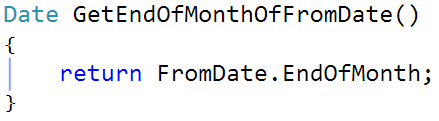 Date GetEndOfMonthOfFromDate()
{
    return FromDate.EndOfMonth;
}